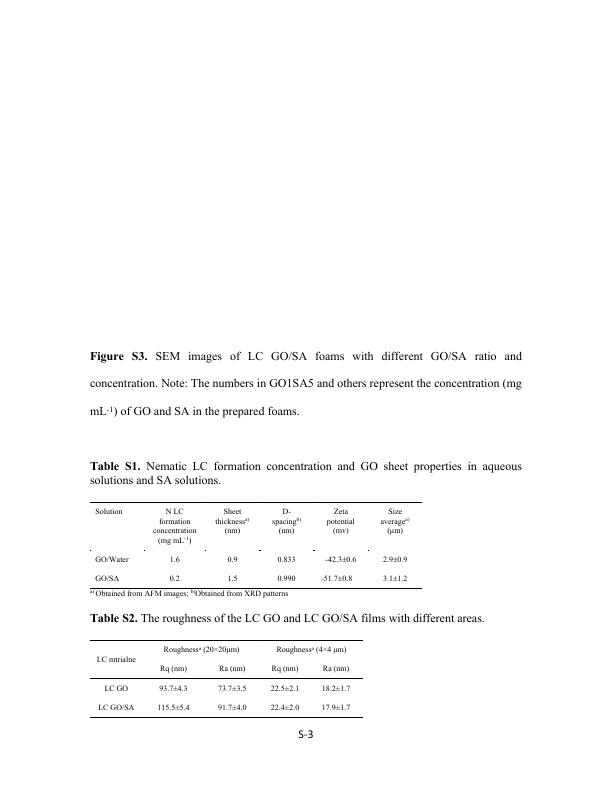 Figure S3. SEM images of LC GO/SA foams with different GO/SA ratio and
concentration. Note: The numbers in GO1SA5 and others represent the concentration (mg
mL-1) of GO and SA in the prepared foams.
Table S1. Nematic LC formation concentration and GO sheet properties in aqueous
solutions and SA solutions.
Solution N LC Sheet D- Zeta Size
formation thickness a) spacing b) potential average a)
concentration (nm) (nm) (mv) (μm)
(mg mL-1)
GO/Water 1.6 0.9 0.833 -42.3±0.6 2.9±0.9
GO/SA 0.2 1.5 0.990 -51.7±0.8 3.1±1.2
a) Obtained from AFM images; b)Obtained from XRD patterns
Table S2. The roughness of the LC GO and LC GO/SA films with different areas.
LC mtrialne Roughness a (20×20μm) Roughness a (4×4 μm)
Rq (nm) Ra (nm) Rq (nm) Ra (nm)
LC GO 93.7±4.3 73.7±3.5 22.5±2.1 18.2±1.7
LC GO/SA 115.5±5.4 91.7±4.0 22.4±2.0 17.9±1.7
S-3